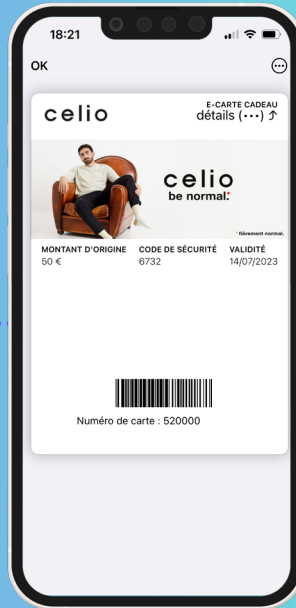 18:21
OK
celio
E-CARTE CADEAU
détails (•••) ↑
celio
be normal.*
* fièrement normal.
MONTANT D'ORIGINE CODE DE SÉCURITÉ VALIDITÉ
50 € 6732 14/07/2023
Numéro de carte : 520000